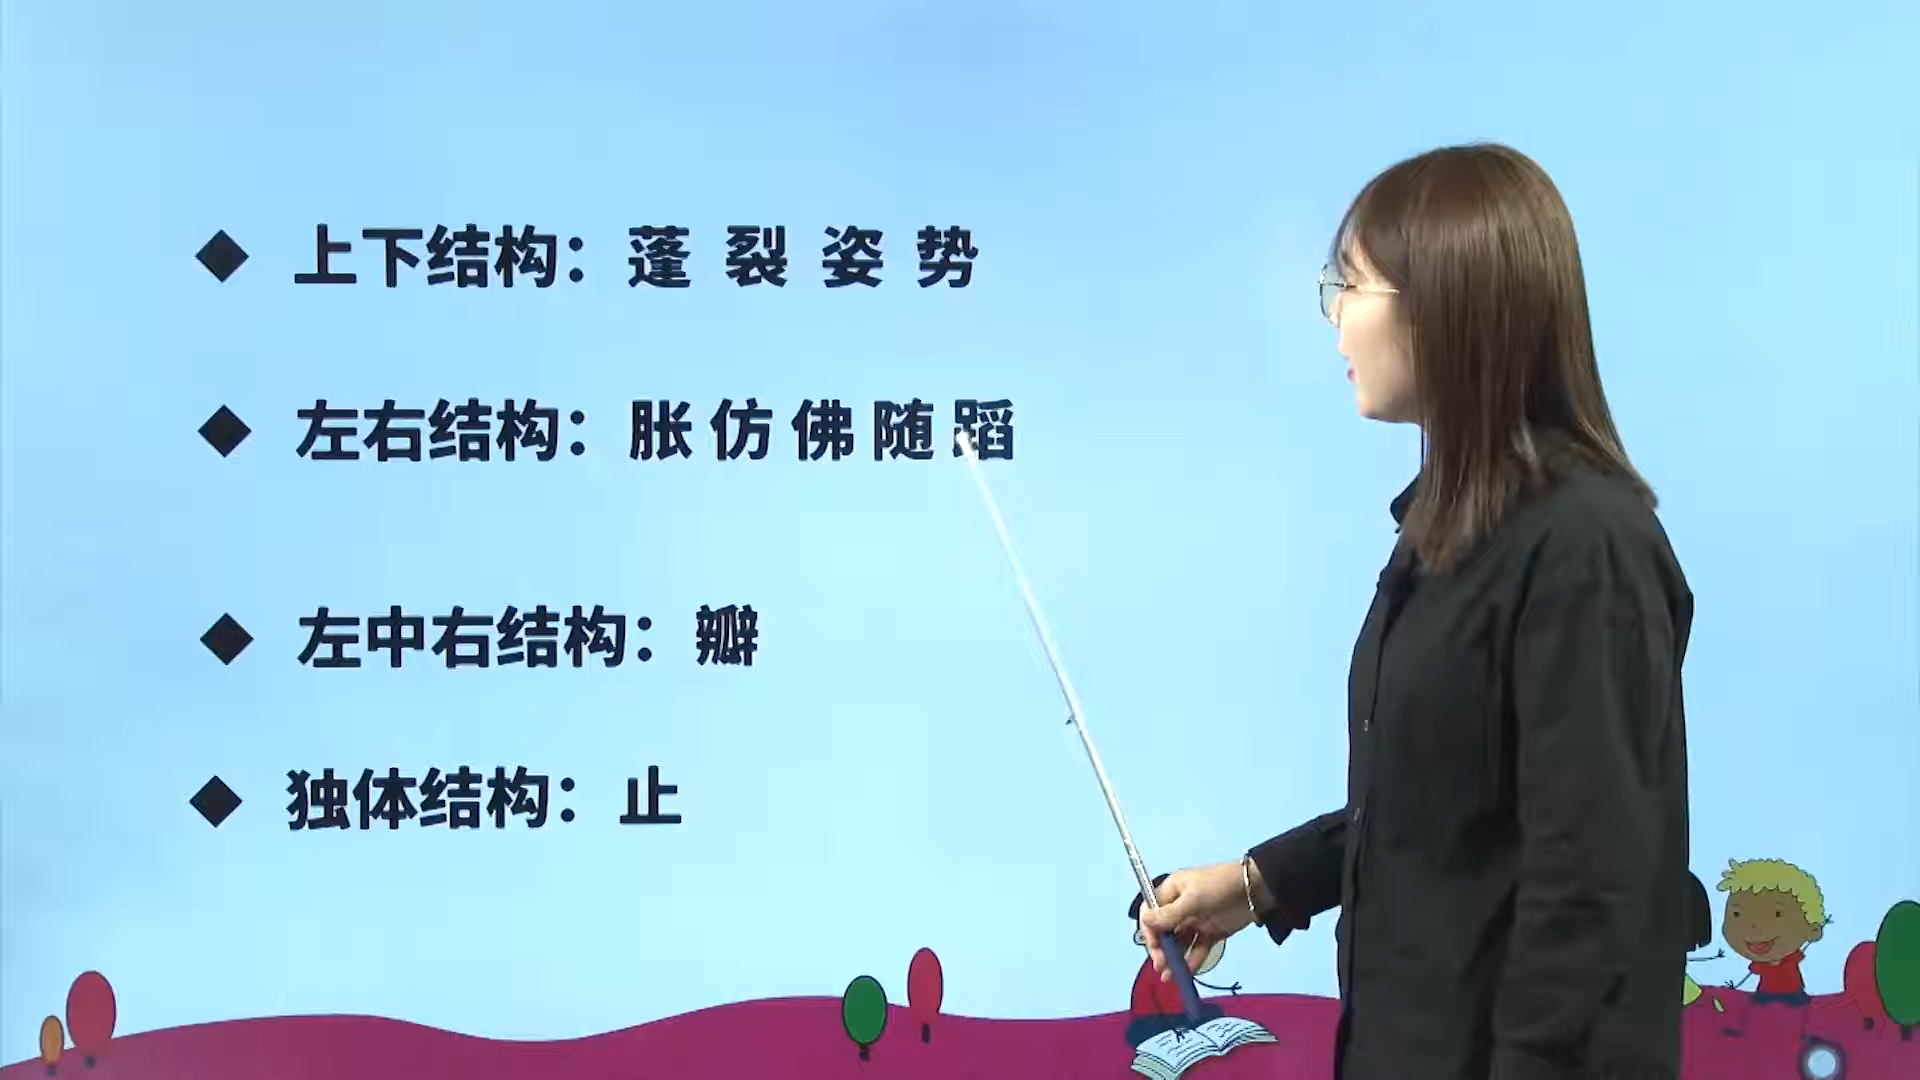 ◆ 上下结构：蓬 裂 姿 势
◆ 左右结构：胀 仿 佛 随 蹈
◆ 左中右结构：瓣
◆ 独体结构：止